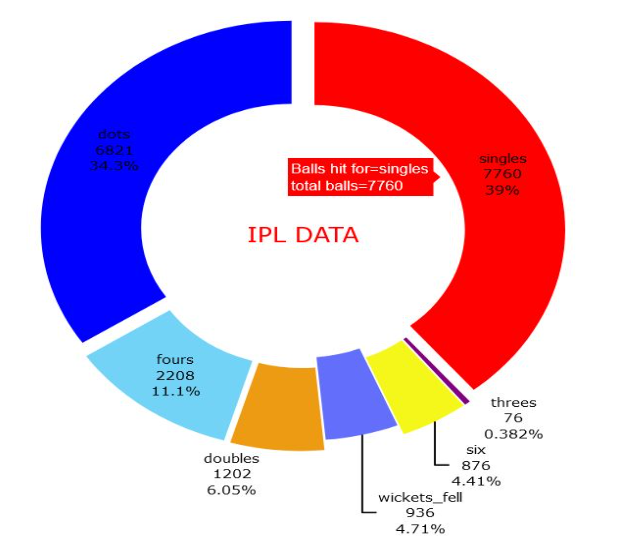 dots
6821
34.3%
singles
7760
39%
Balls hit for=singles
total balls=7760
IPL DATA
fours
2208
11.1%
doubles
1202
6.05%
wickets_fell
936
4.71%
six
876
4.41%
threes
76
0.382%